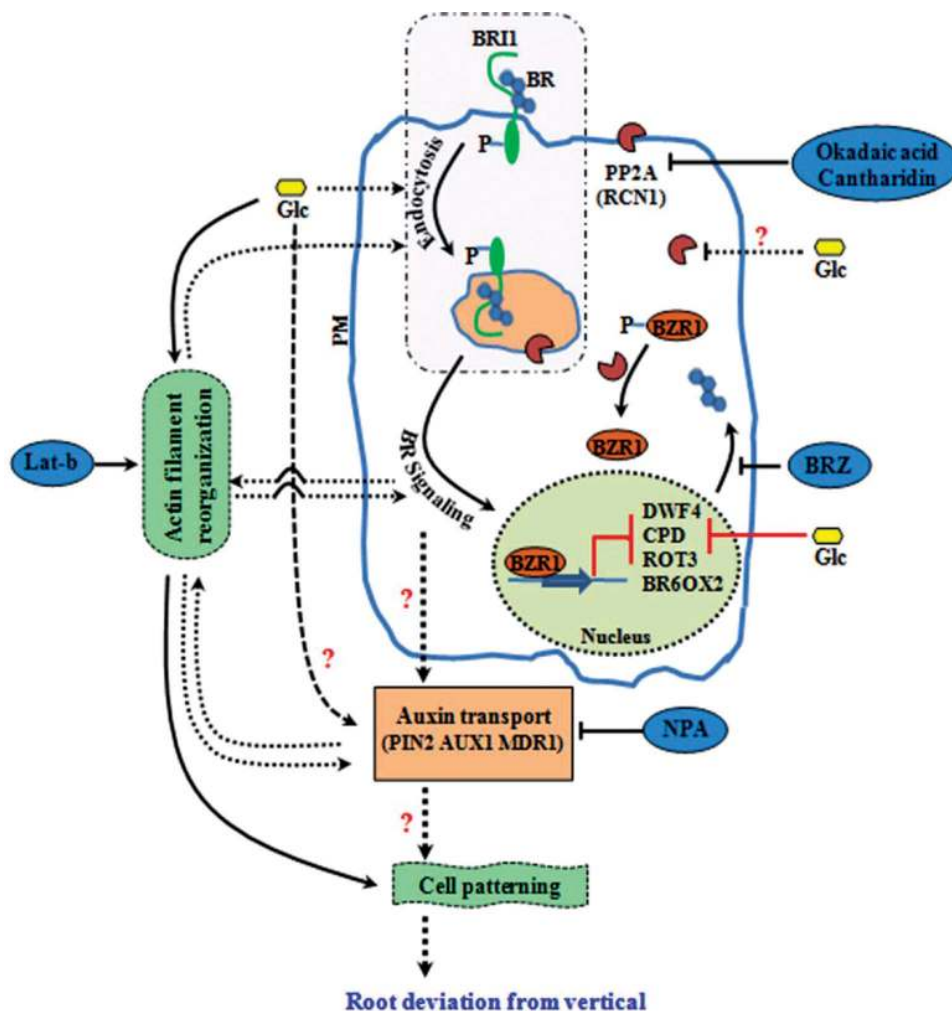 BRI1
BR
P
Okadaic acid
Cantharidin
PP2A
(RCN1)
Glc
Endocytosis
?
Glc
P
P
BZR1
PM
BZR1
Actin filament
reorganization
Lat-b
BR Signaling
BRZ
DWF4
CPD
ROT3
BR6OX2
BZR1
Glc
Nucleus
?
?
Auxin transport
(PIN2 AUX1 MDR1)
NPA
?
Cell patterning
Root deviation from vertical